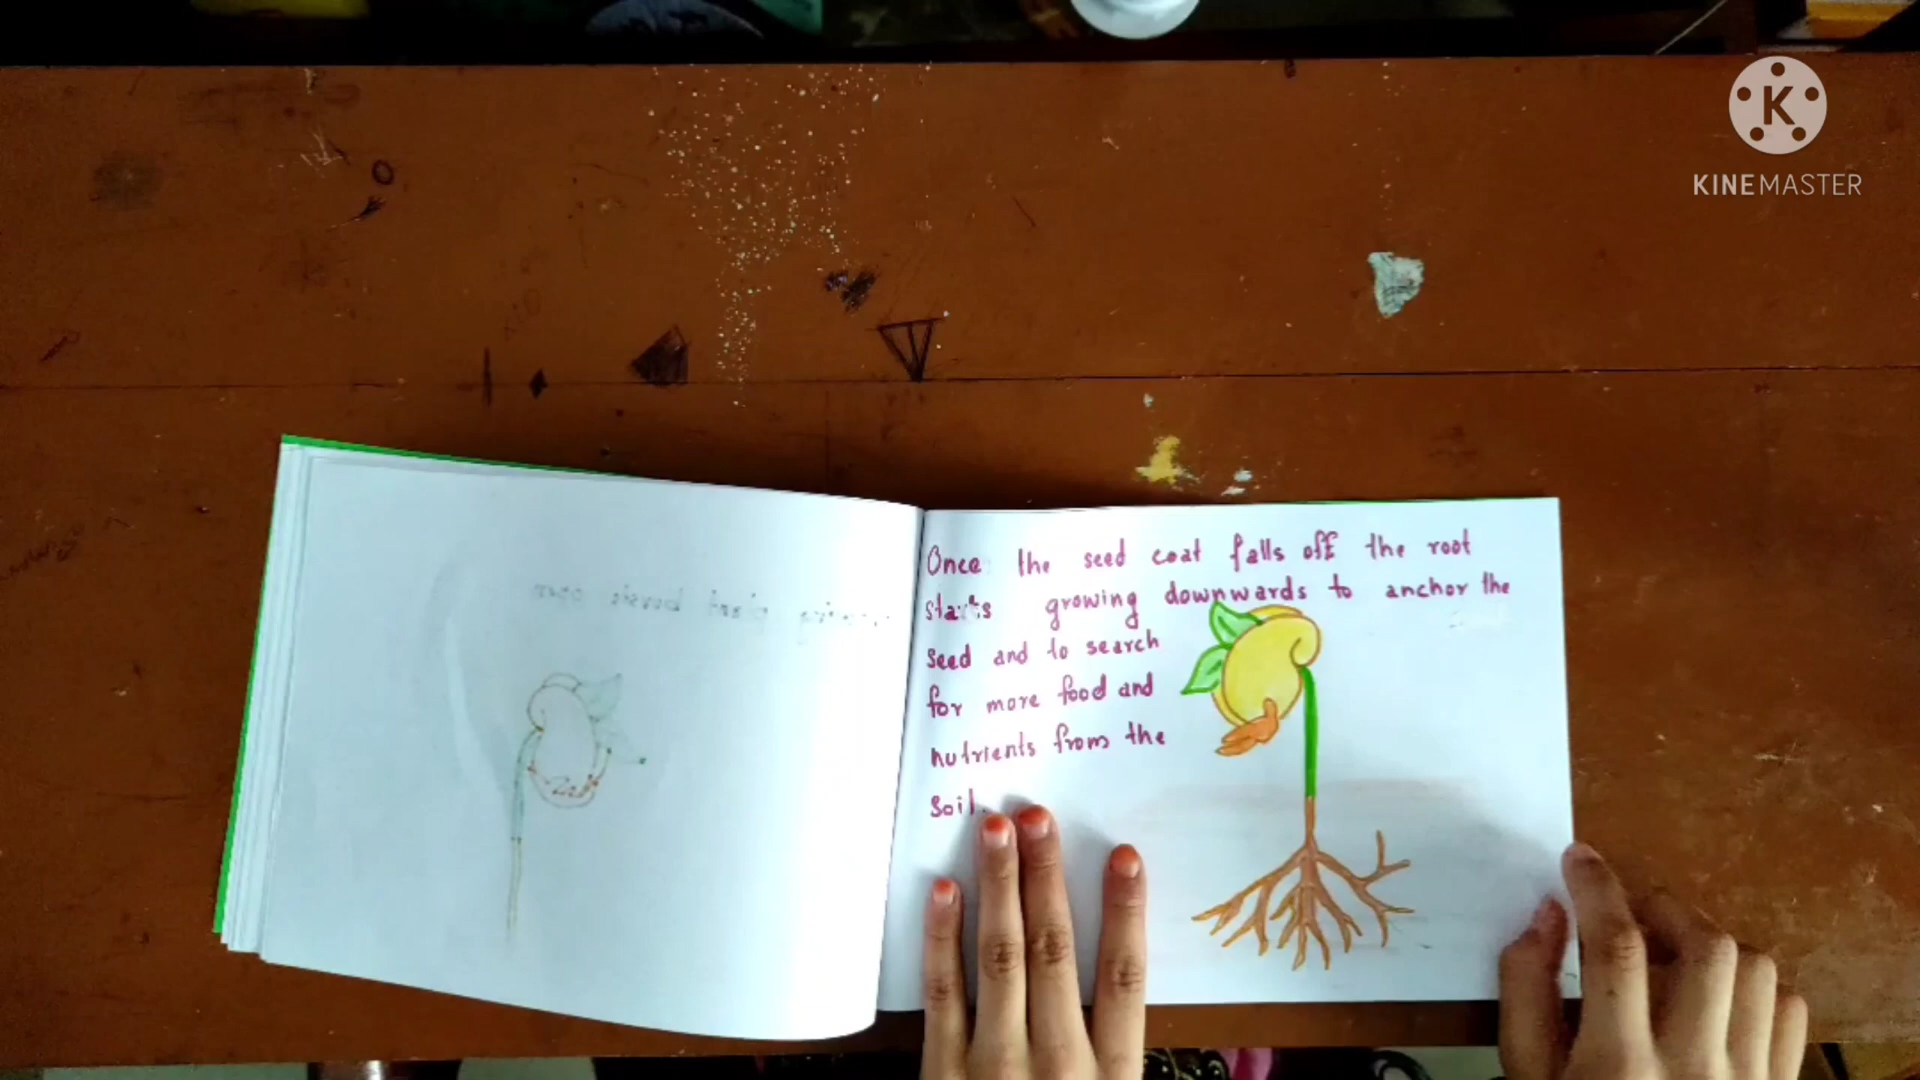 KINEMASTER
Once the seed coat falls off the root
starts growing downwards to anchor the
seed and to search
for more food and
nutrients from the
soil.